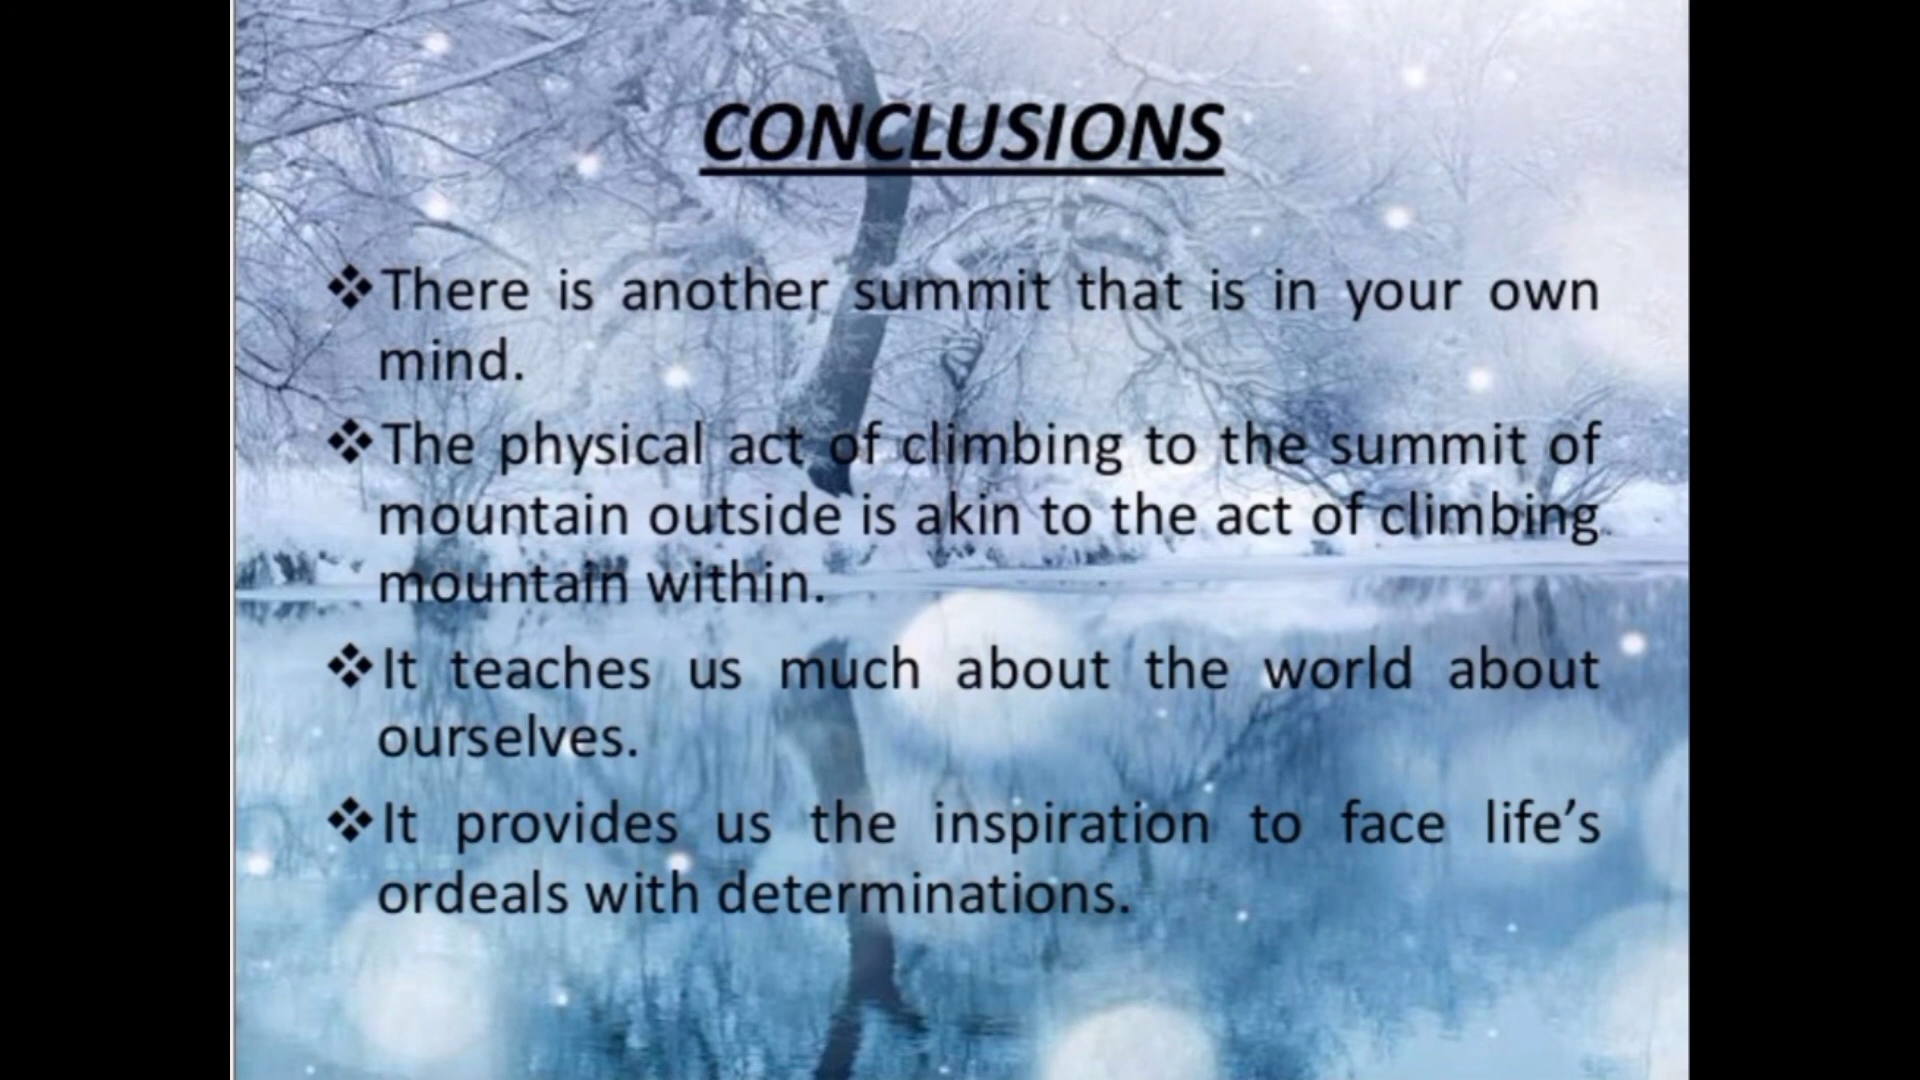 CONCLUSIONS
❖There is another summit that is in your own
mind.
❖The physical act of climbing to the summit of
mountain outside is akin to the act of climbing
mountain within.
❖It teaches us much about the world about
ourselves.
❖It provides us the inspiration to face life’s
ordeals with determinations.